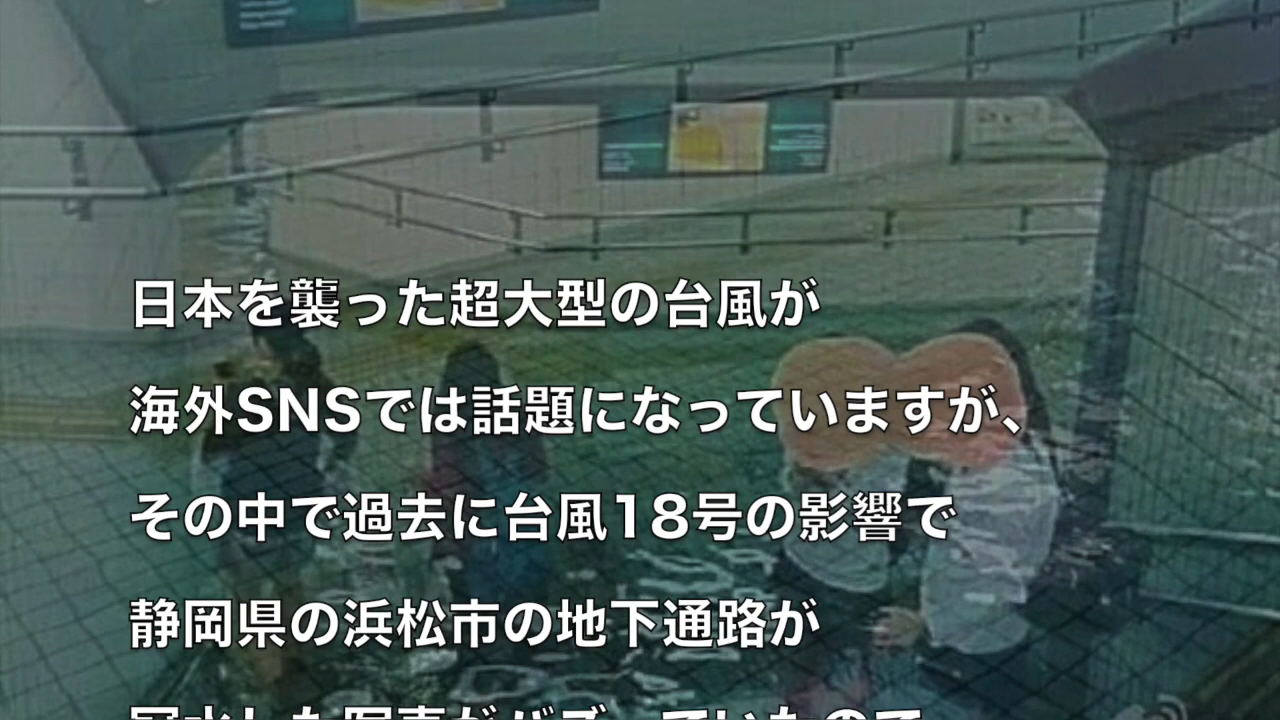 日本を襲った超大型の台風が
海外SNSでは話題になっていますが、
その中で過去に台風18号の影響で
静岡県の浜松市の地下通路が